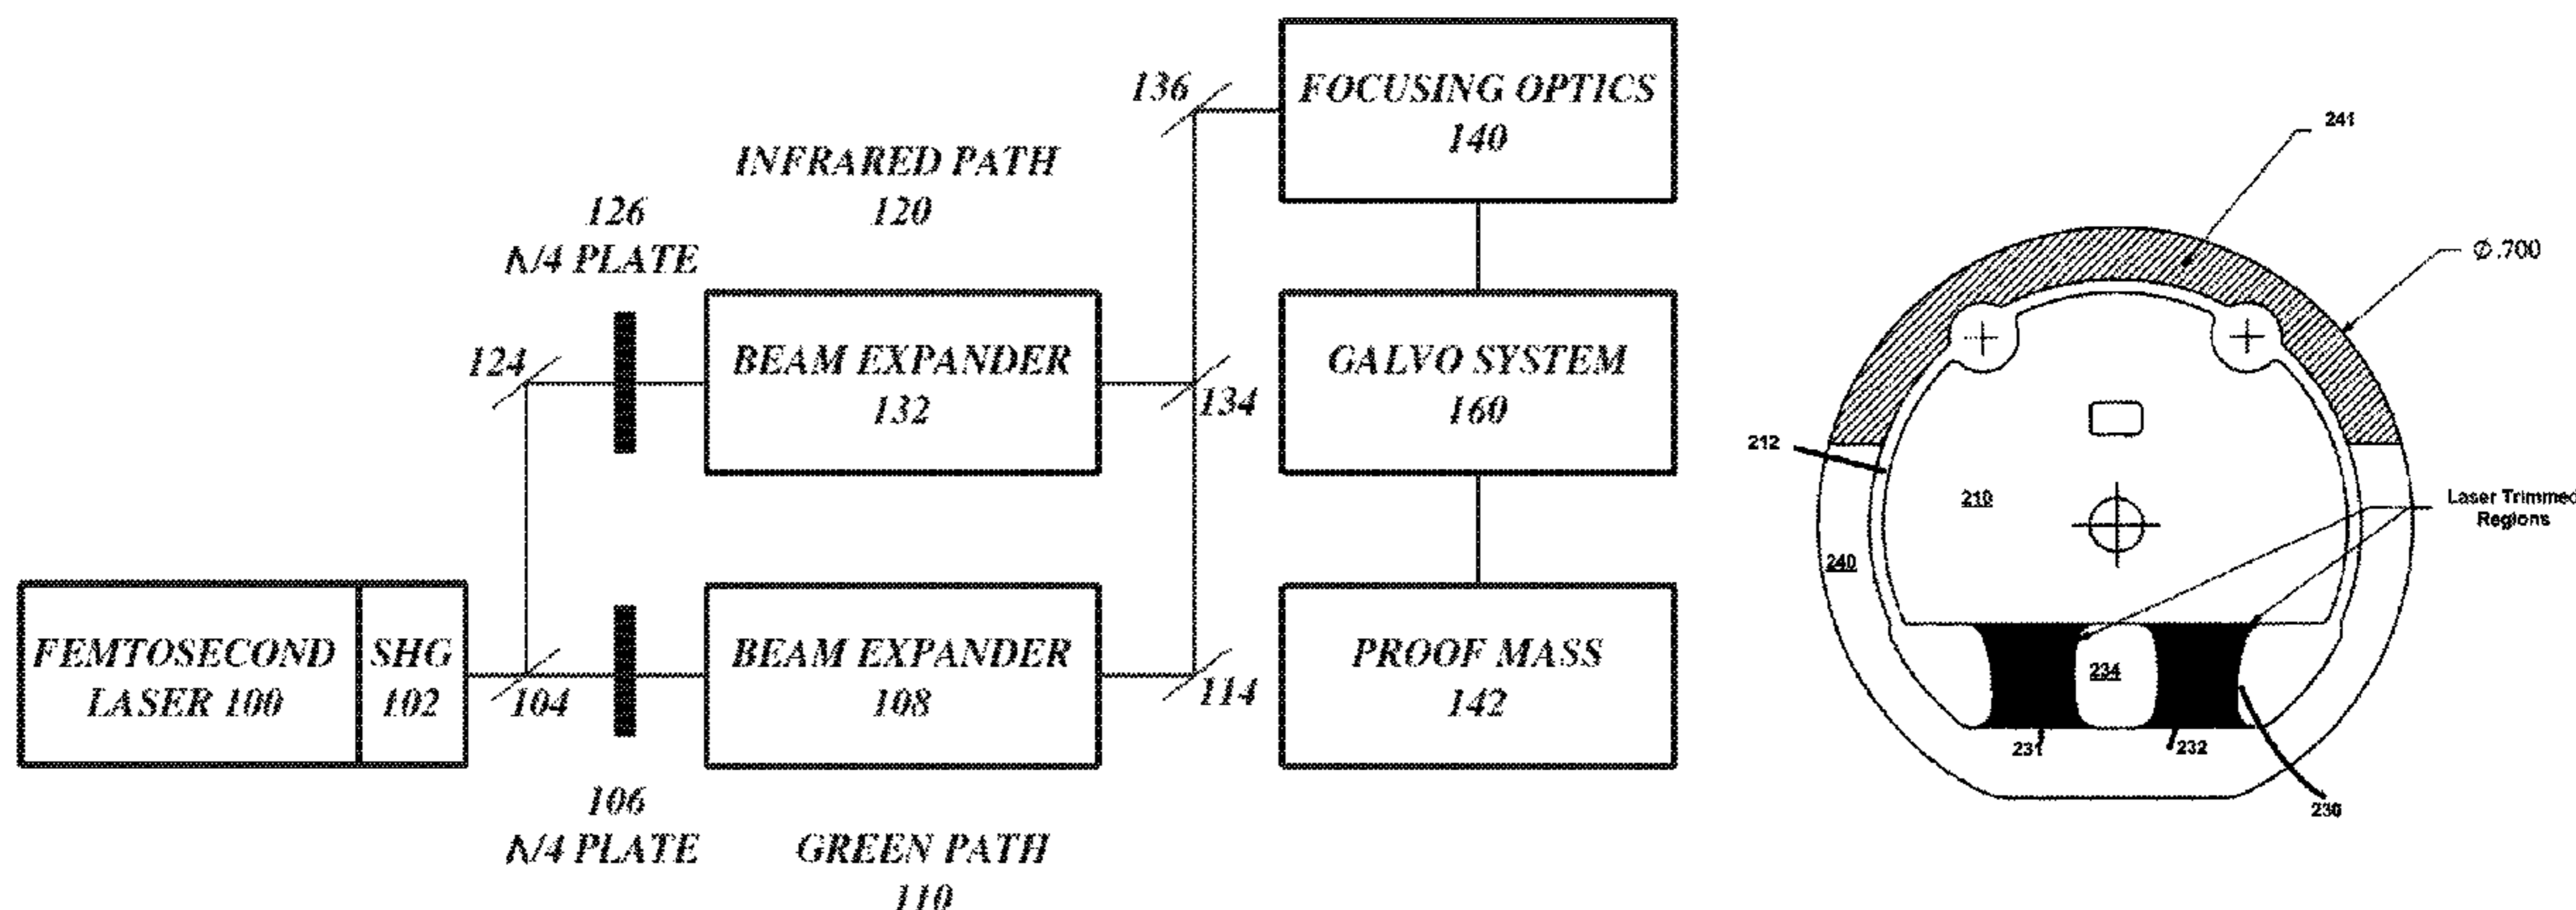 136
FOCUSING OPTICS
140
INFRARED PATH
120
126
λ/4 PLATE
124
BEAM EXPANDER
132
134
GALVO SYSTEM
160
FEMTOSECOND
LASER 100
SHG
102
104
BEAM EXPANDER
108
114
PROOF MASS
142
106
λ/4 PLATE
GREEN PATH
110
241
Ø.700
212
210
Laser Trimmed
Regions
240
234
231
232
230